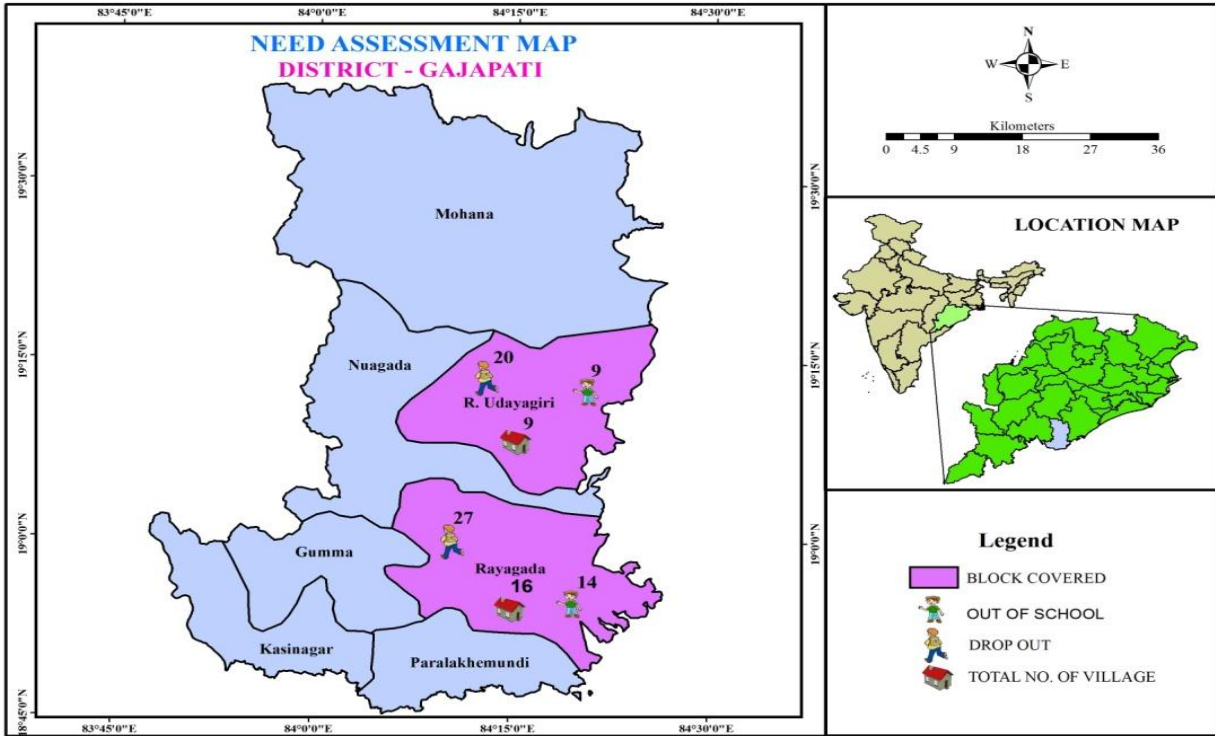 83°45'0"E 84°0'0"E 84°15'0"E 84°30'0"E
NEED ASSESSMENT MAP
DISTRICT - GAJAPATI
19°30'0"N
19°30'0"N
Mohana
19°15'0"N
19°15'0"N
Nuagada
20
9
R. Udayagiri
9
19°0'0"N
19°0'0"N
27
Gumma
Rayagada
16
14
Kasinagar
Paralakhemundi
18°45'0"N
83°45'0"E 84°0'0"E 84°15'0"E 84°30'0"E
N
W E
S
Kilometers
0 4.5 9 18 27 36
LOCATION MAP
Legend
BLOCK COVERED
OUT OF SCHOOL
DROP OUT
TOTAL NO. OF VILLAGE